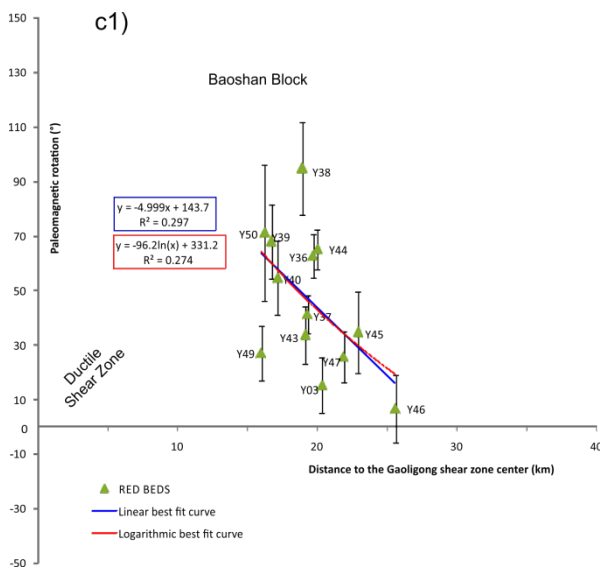 c1)
150
130
110
90
70
50
30
10
0
-10
-30
-50
Paleomagnetic rotation (°)
Baoshan Block
y = -4.999x + 143.7
R² = 0.297
y = -96.2ln(x) + 331.2
R² = 0.274
Y38
Y50
Y39
Y36
Y44
Y40
Y37
Y43
Y45
Y49
Y47
Y03
Y46
Ductile
Shear Zone
10
20
30
40
Distance to the Gaoligong shear zone center (km)
RED BEDS
Linear best fit curve
Logarithmic best fit curve